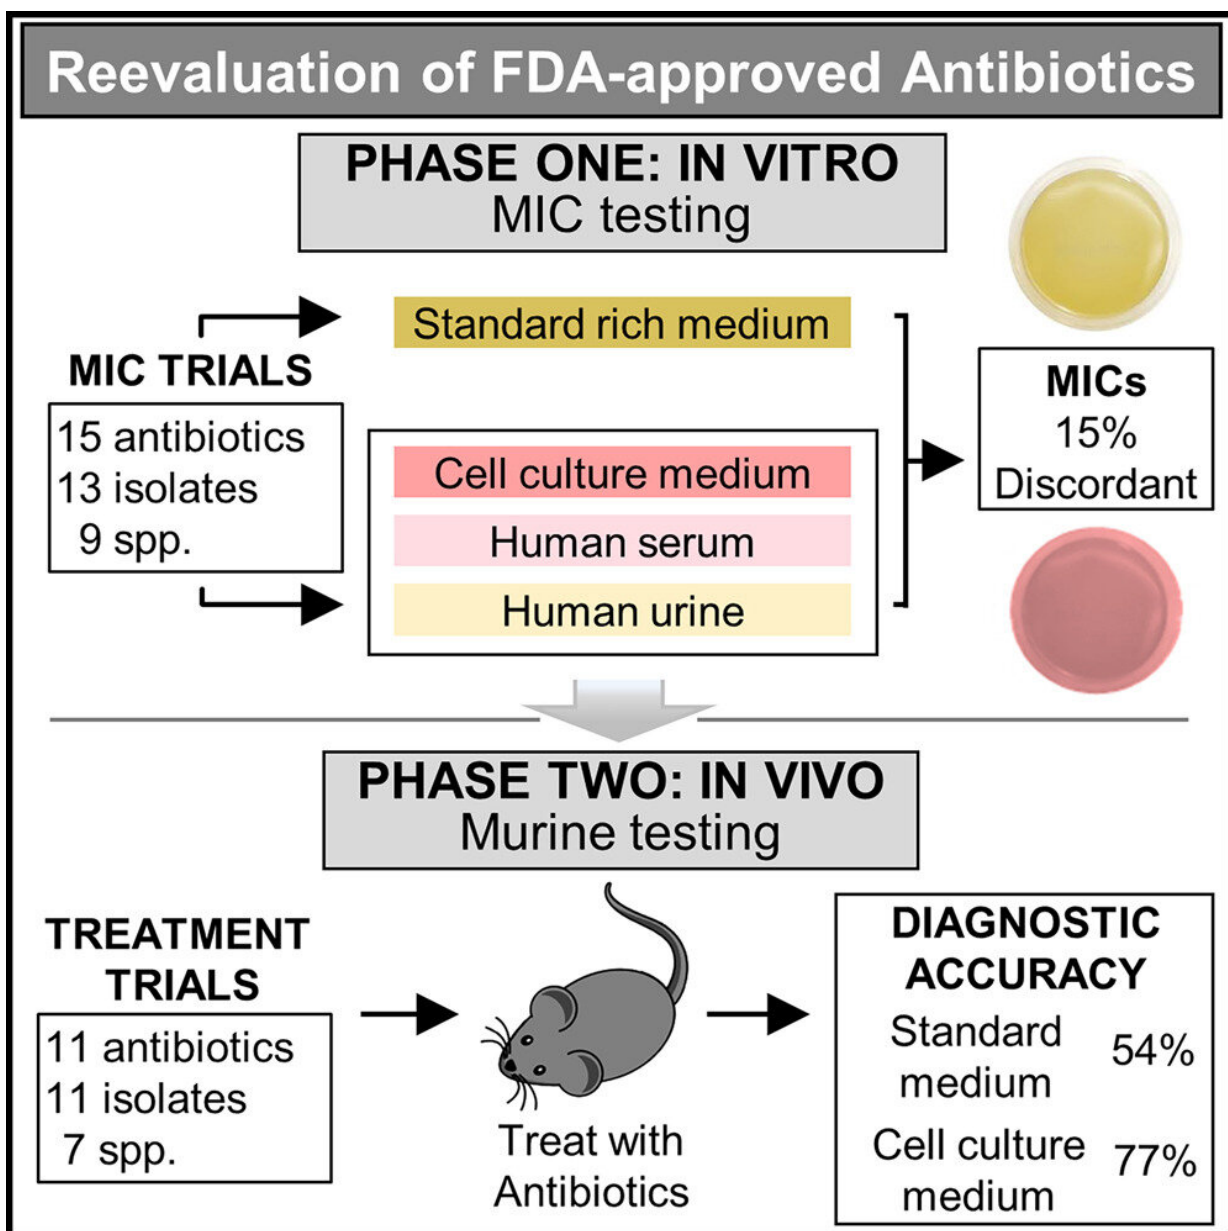 Reevaluation of FDA-approved Antibiotics
PHASE ONE: IN VITRO
MIC testing
MIC TRIALS
15 antibiotics
13 isolates
9 spp.
Standard rich medium
Cell culture medium
Human serum
Human urine
MICs
15%
Discordant
PHASE TWO: IN VIVO
Murine testing
TREATMENT
TRIALS
11 antibiotics
11 isolates
7 spp.
Treat with
Antibiotics
DIAGNOSTIC
ACCURACY
Standard
medium
54%
Cell culture
medium
77%